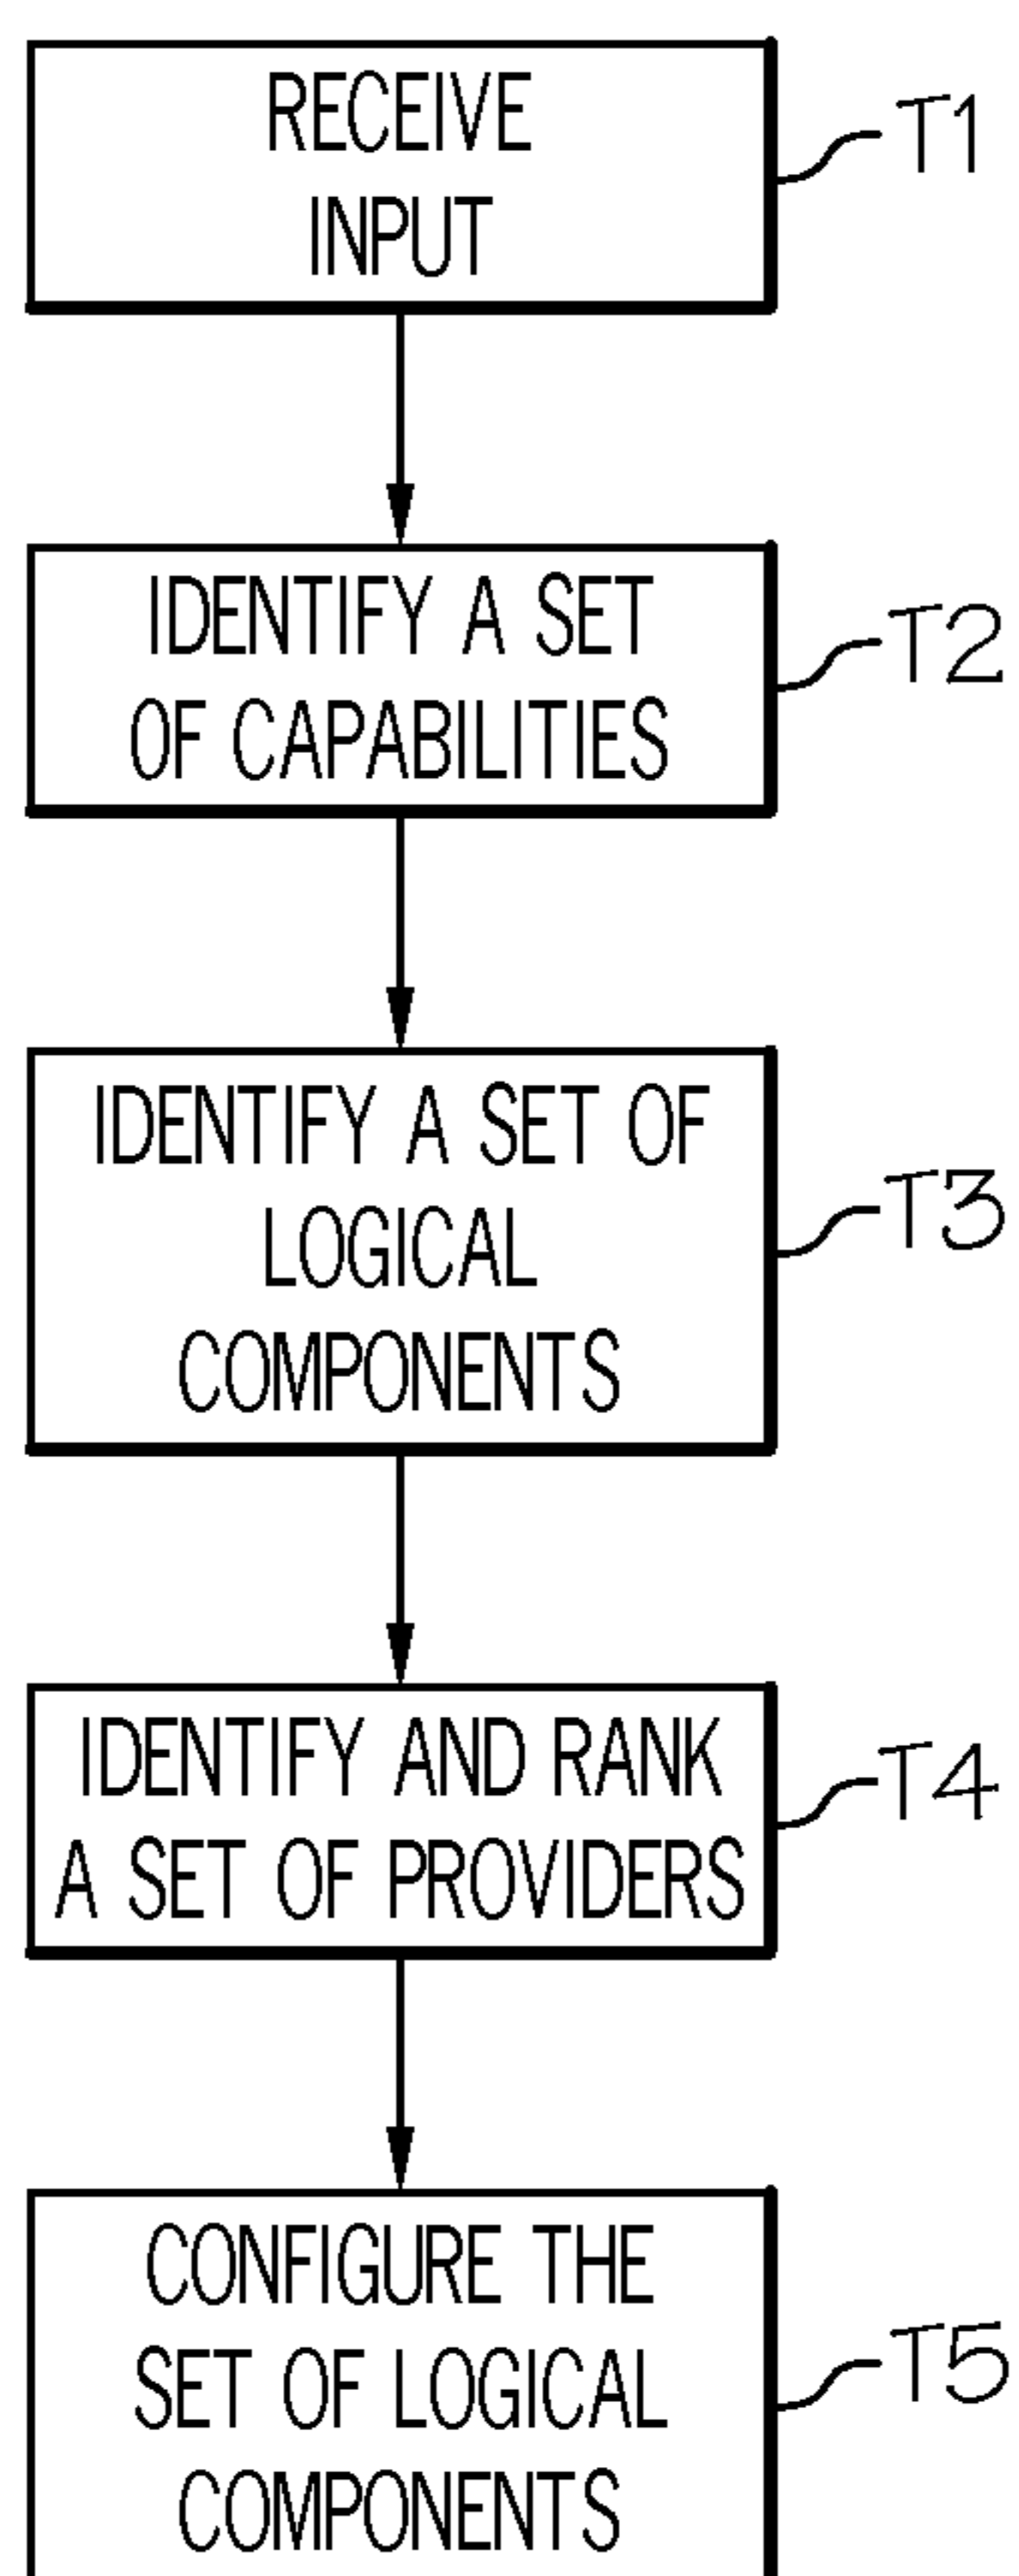 RECEIVE
INPUT
T1
IDENTIFY A SET
OF CAPABILITIES
T2
IDENTIFY A SET OF
LOGICAL
COMPONENTS
T3
IDENTIFY AND RANK
A SET OF PROVIDERS
T4
CONFIGURE THE
SET OF LOGICAL
COMPONENTS
T5